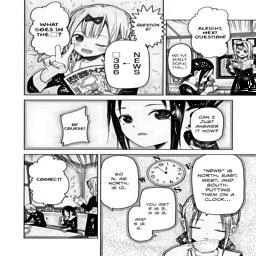 ALRIGHT,
NEXT
QUESTION!
QUESTION
2!
WHAT
GOES IN
THE □?
NEWS
□396
OF
COURSE!
CAN I
JUST
ANSWER
IT NOW?
"NEWS" IS
NORTH, EAST,
WEST, AND
SOUTH.
PUTTING THEM
ON A
CLOCK...
SO
N, AS
NORTH,
IS 12.
YOU GET
E IS 3,
W IS 9,
AND
S IS
6.
CORRECT!